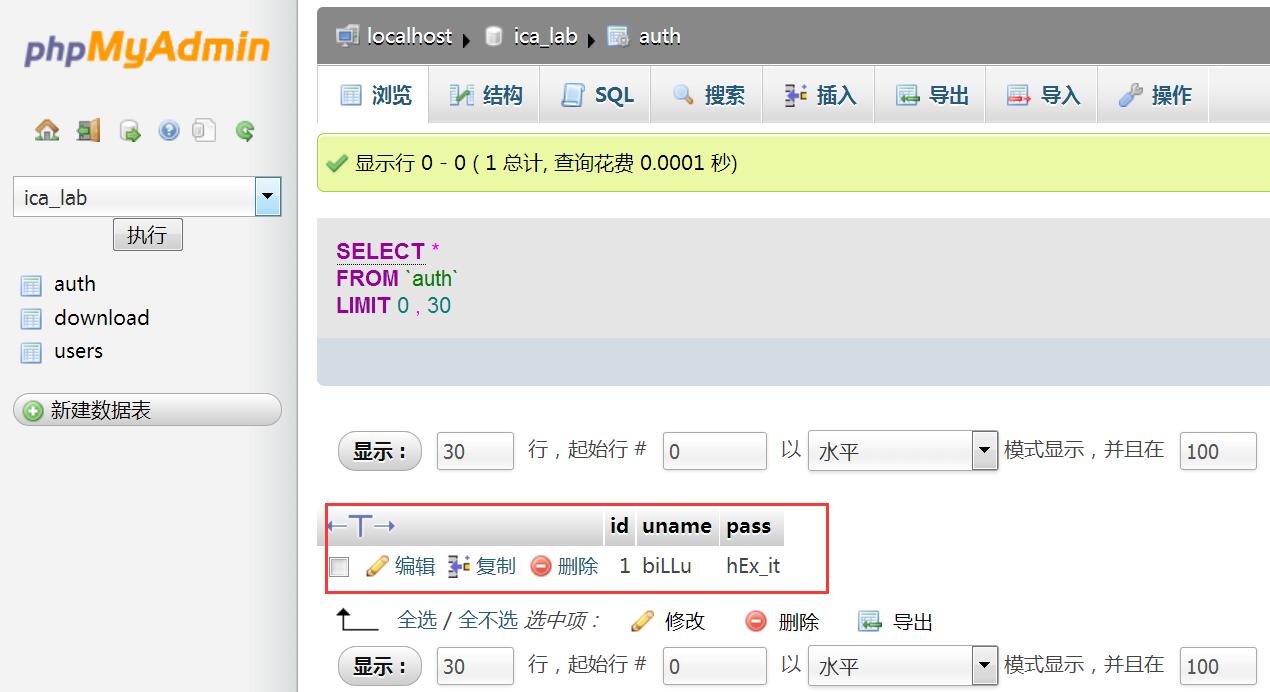 phpMyAdmin
ica_lab
执行
auth
download
users
新建数据表
localhost ica_lab auth
浏览 结构 SQL 搜索 插入 导出 导入 操作
显示行 0 - 0 ( 1 总计, 查询花费 0.0001 秒)
SELECT *
FROM `auth`
LIMIT 0 , 30
显示： 30 行，起始行 # 0 以 水平 模式显示，并且在 100
id uname pass
编辑 复制 删除 1 biLLu hEx_it
全选 / 全不选 选中项： 修改 删除 导出
显示： 30 行，起始行 # 0 以 水平 模式显示，并且在 100